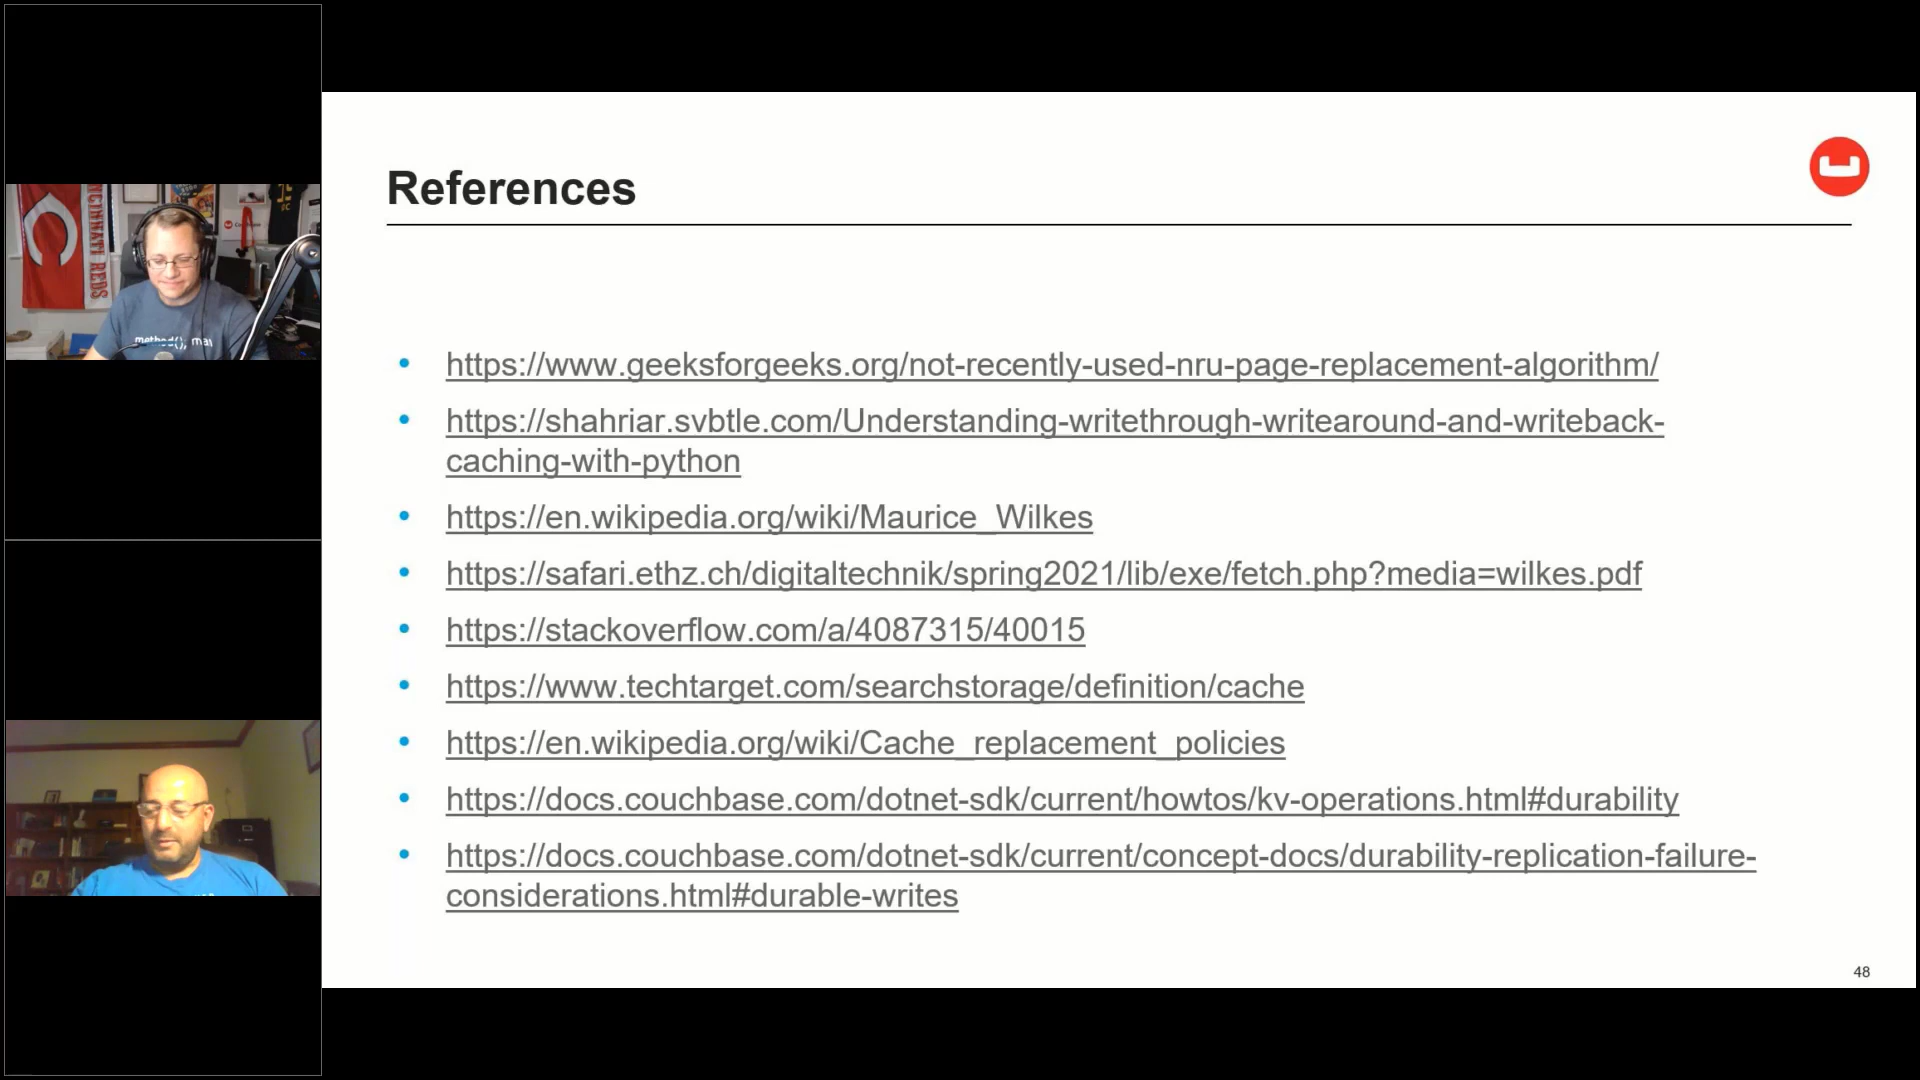 CINCINNATI REDS
method(); may
References
• https://www.geeksforgeeks.org/not-recently-used-nru-page-replacement-algorithm/
• https://shahriar.svbtle.com/Understanding-writethrough-writearound-and-writeback-
caching-with-python
• https://en.wikipedia.org/wiki/Maurice_Wilkes
• https://safari.ethz.ch/digitaltechnik/spring2021/lib/exe/fetch.php?media=wilkes.pdf
• https://stackoverflow.com/a/4087315/40015
• https://www.techtarget.com/searchstorage/definition/cache
• https://en.wikipedia.org/wiki/Cache_replacement_policies
• https://docs.couchbase.com/dotnet-sdk/current/howtos/kv-operations.html#durability
• https://docs.couchbase.com/dotnet-sdk/current/concept-docs/durability-replication-failure-
considerations.html#durable-writes
48